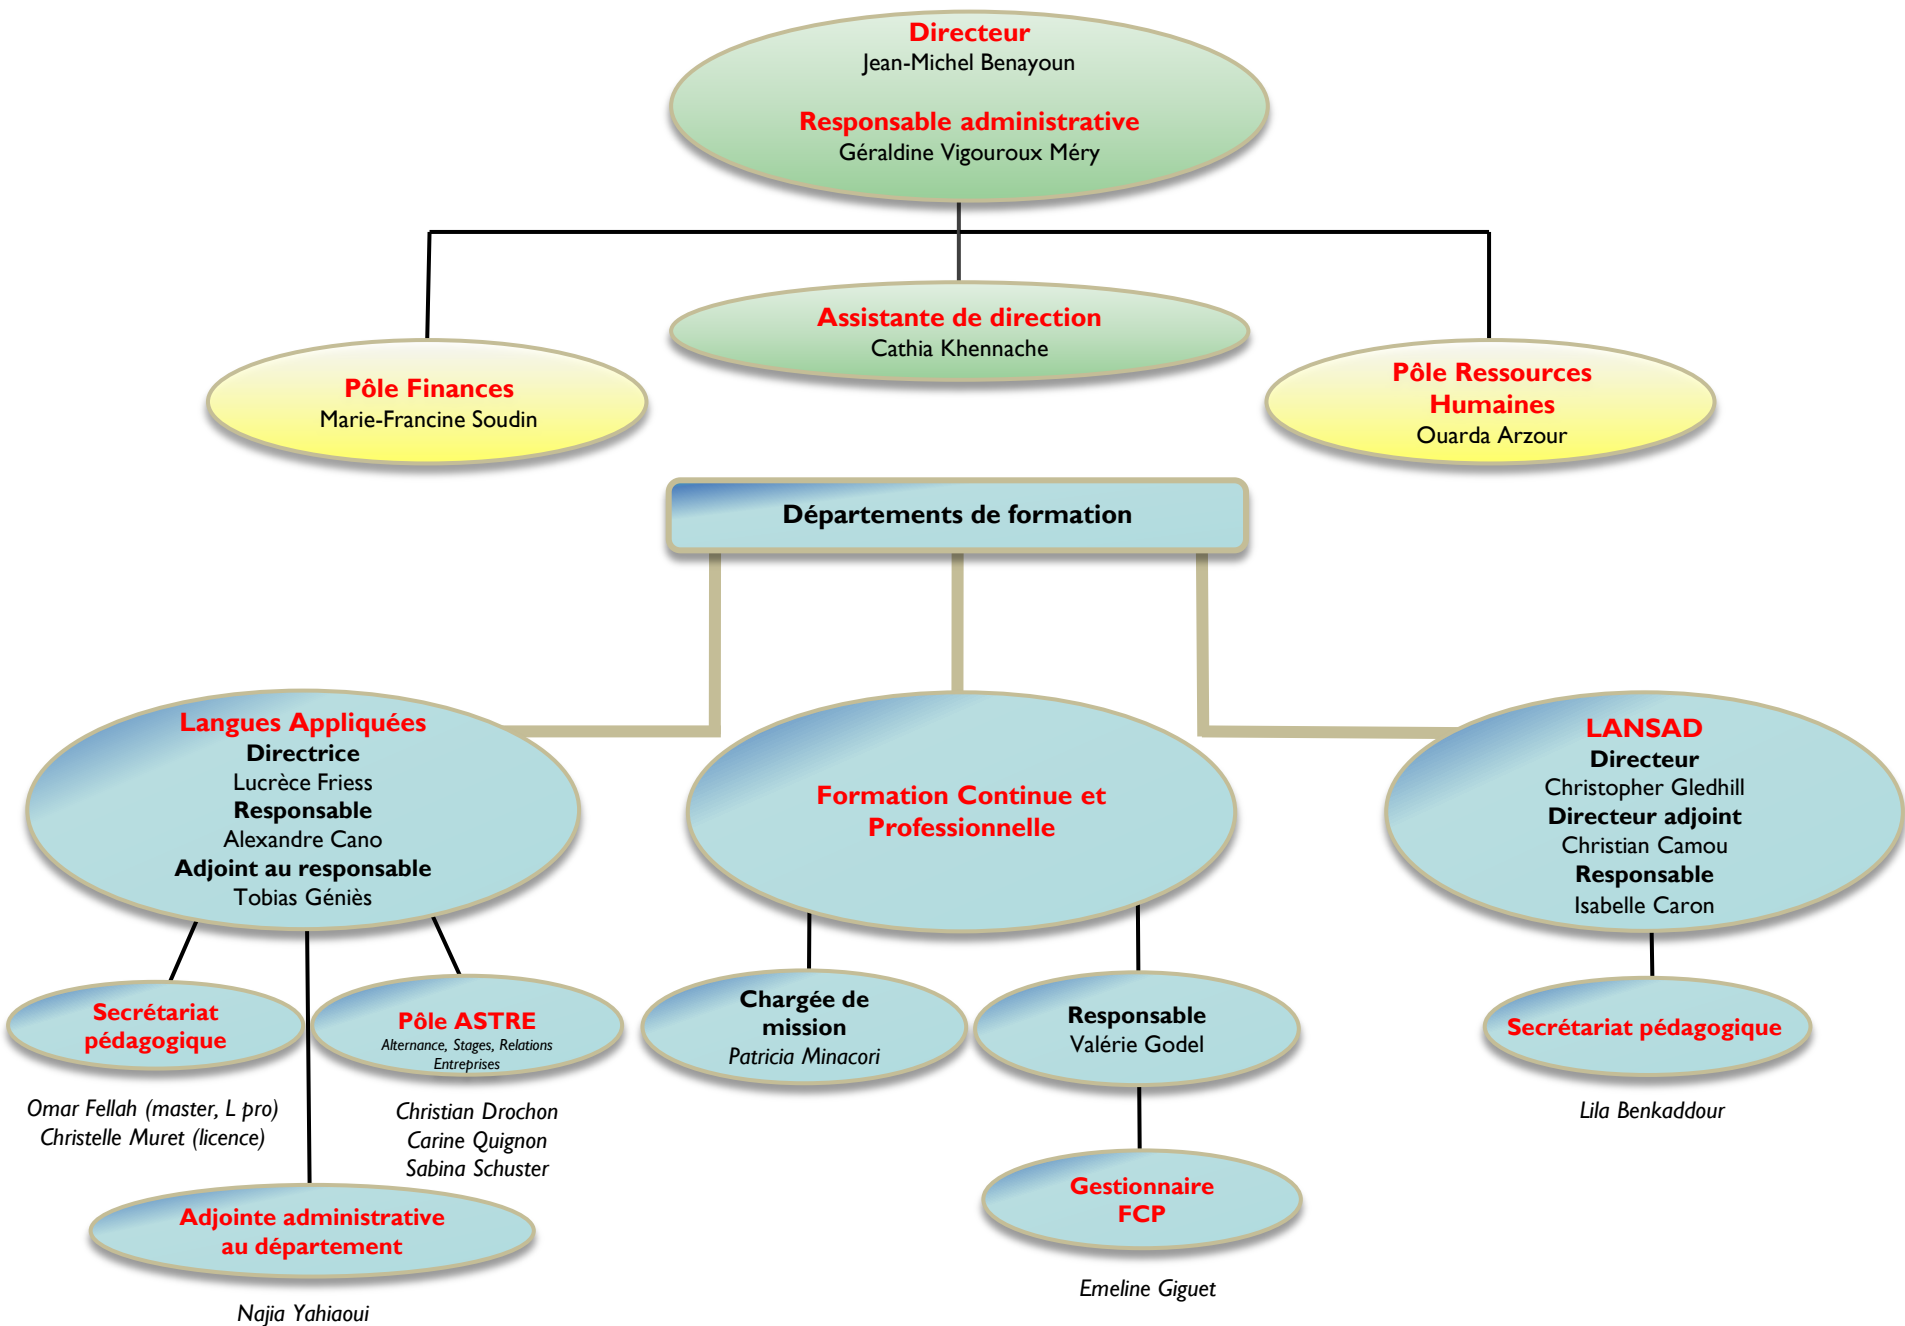 Directeur
Jean-Michel Benayoun
Responsable administrative
Géraldine Vigouroux Méry
Assistante de direction
Cathia Khennache
Pôle Finances
Marie-Francine Soudin
Pôle Ressources
Humaines
Ouarda Arzour
Départements de formation
Langues Appliquées
Directrice
Lucrèce Friess
Responsable
Alexandre Cano
Adjoint au responsable
Tobias Géniès
Formation Continue et
Professionnelle
LANSAD
Directeur
Christopher Gledhill
Directeur adjoint
Christian Camou
Responsable
Isabelle Caron
Secrétariat
pédagogique
Omar Fellah (master, L pro)
Christelle Muret (licence)
Pôle ASTRE
Alternance, Stages, Relations
Entreprises
Christian Drochon
Carine Quignon
Sabina Schuster
Adjointe administrative
au département
Najia Yahiaoui
Chargée de
mission
Patricia Minacori
Responsable
Valérie Godel
Gestionnaire
FCP
Emeline Giguet
Secrétariat pédagogique
Lila Benkaddour